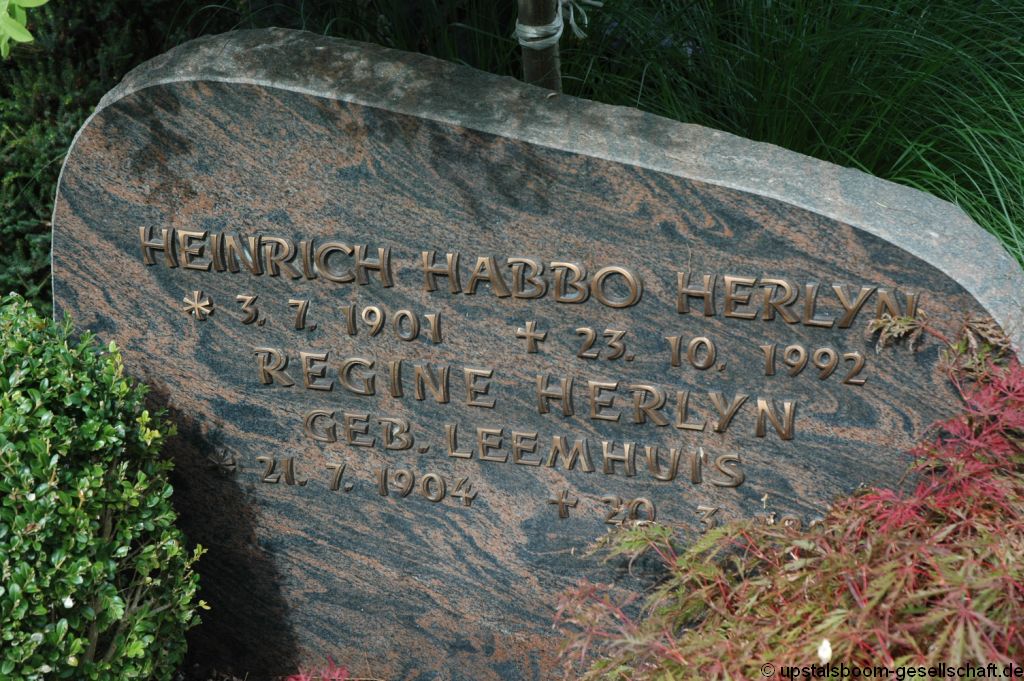 HEINRICH HABBO HERLYN
* 3. 7. 1901 ✝ 23. 10. 1992
REGINE HERLYN
GEB. LEEMHUIS
* 21. 7. 1904 ✝ 20. 3.
© upstalsboom-gesellschaft.de